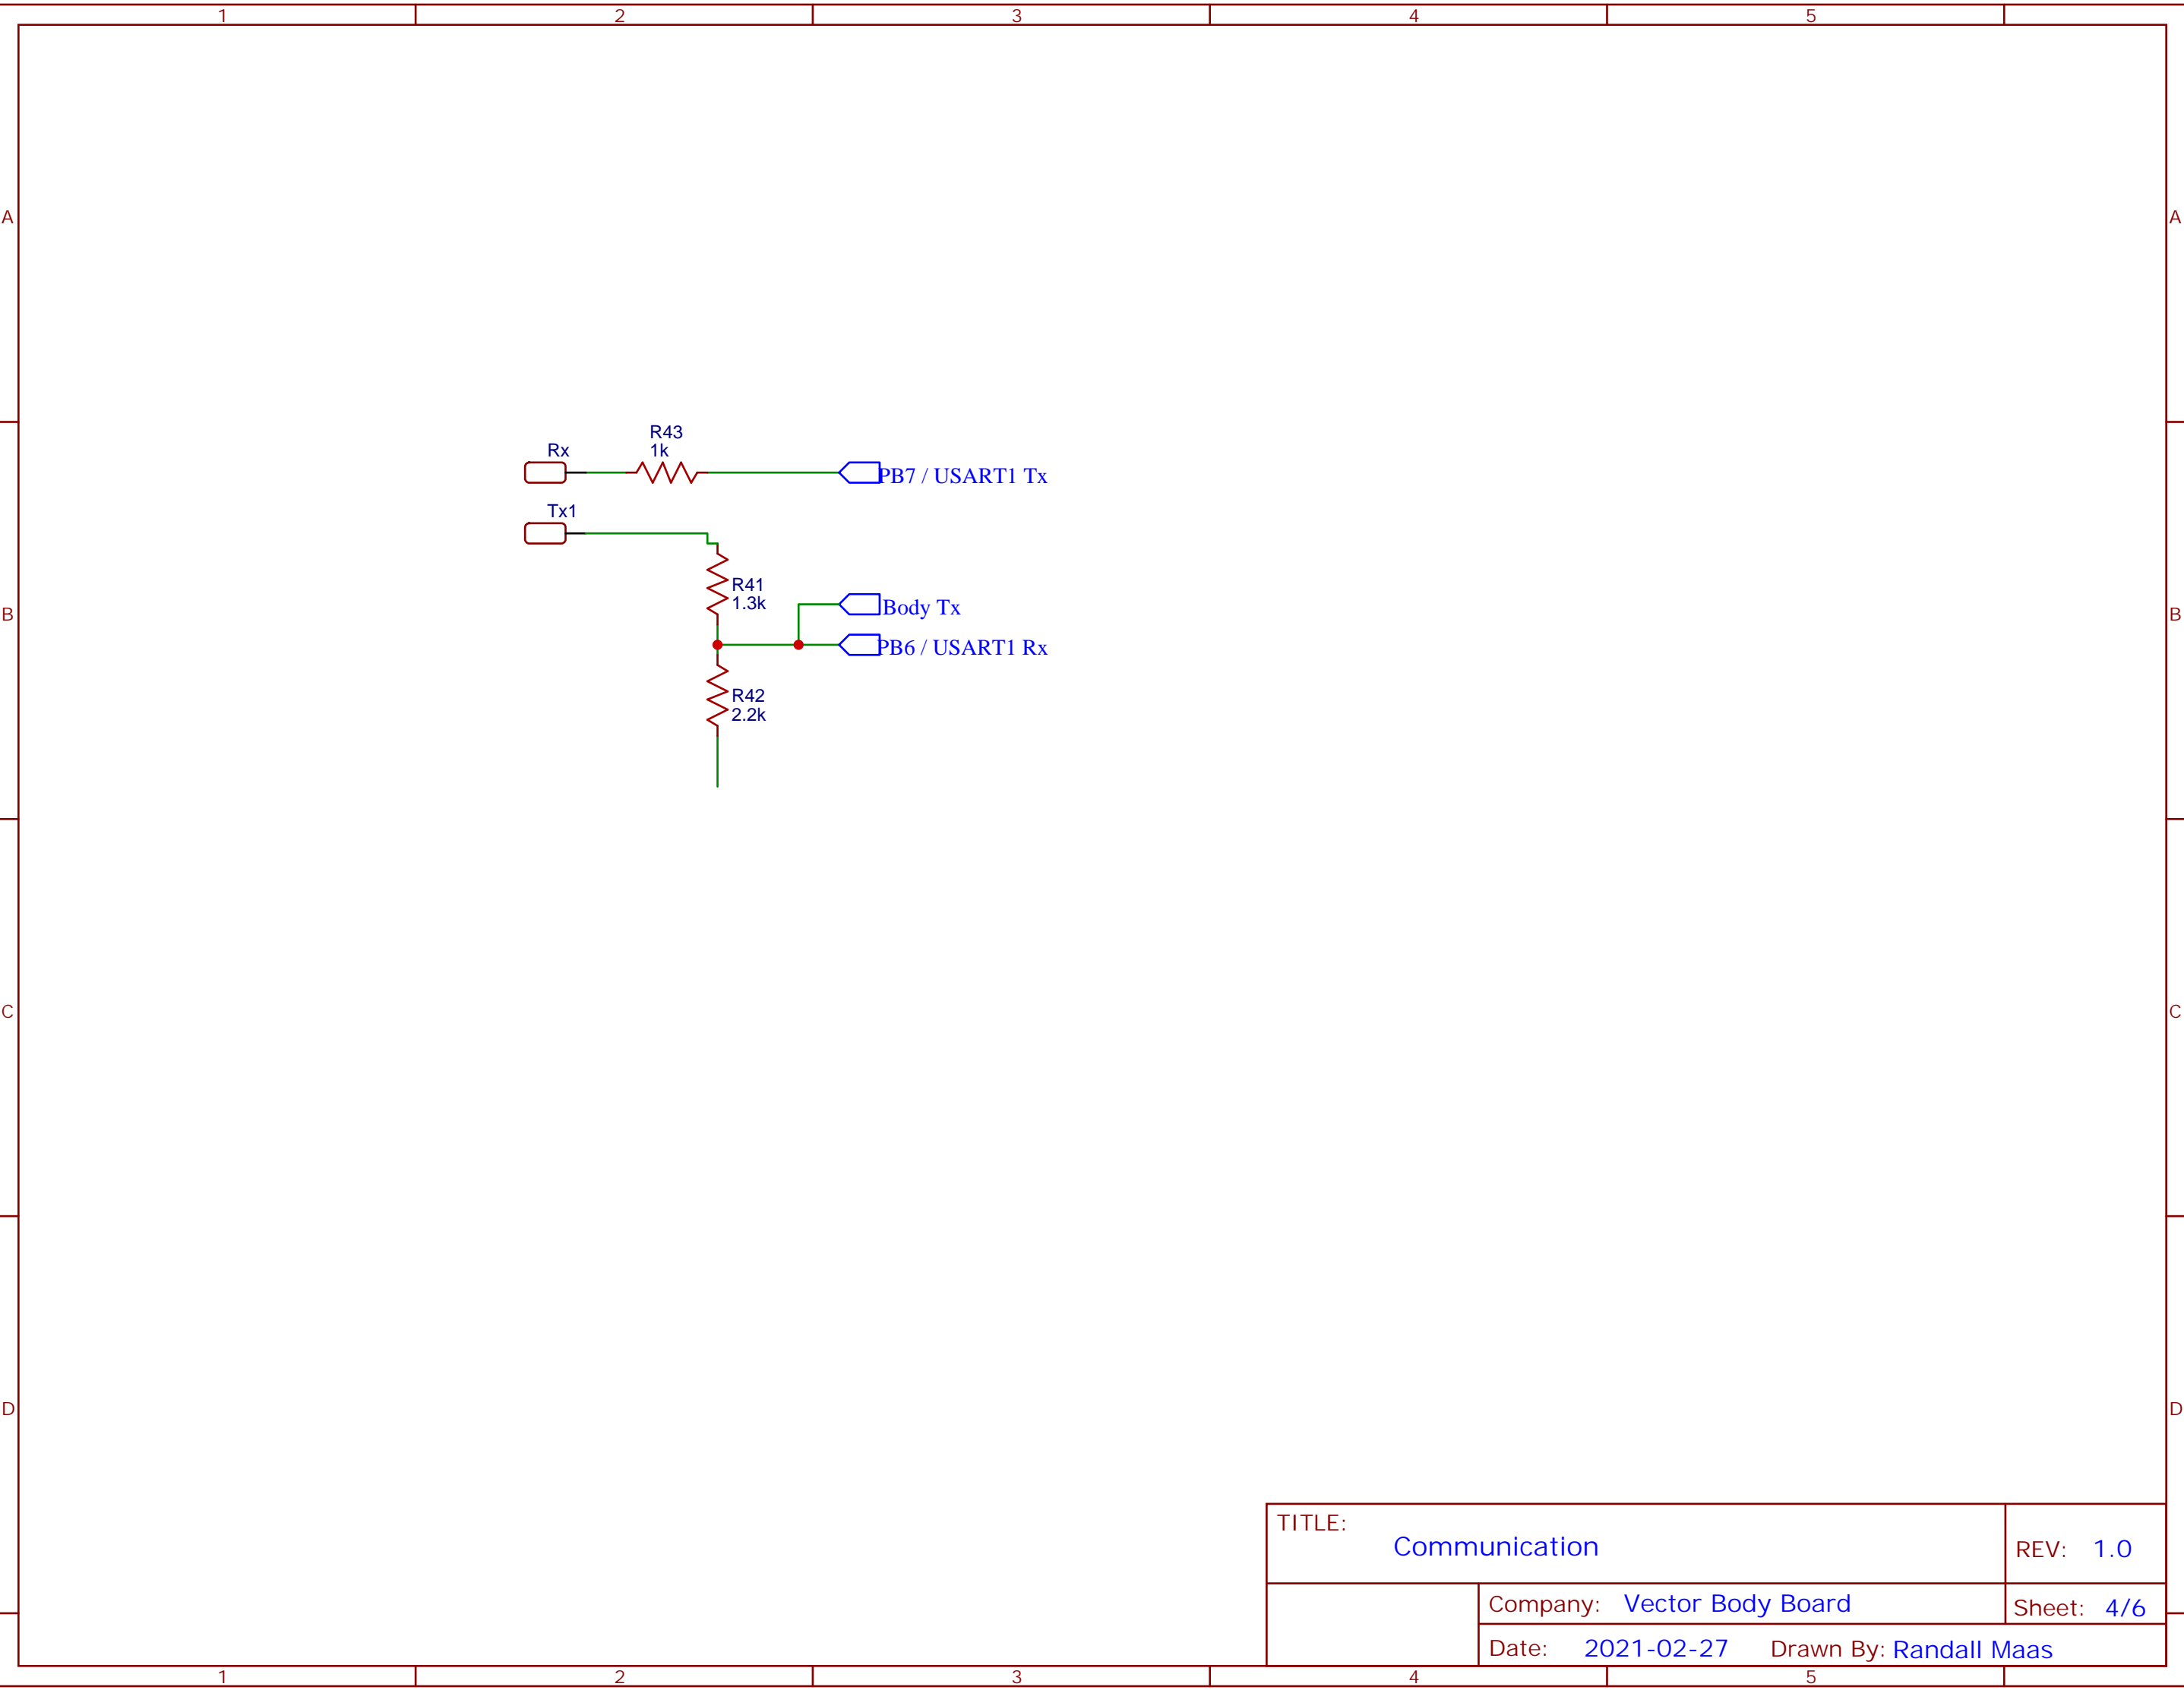 1 2 3 4 5
A A
R43
1k
Rx
PB7 / USART1 Tx
Tx1
R41
1.3k
Body Tx
B B
PB6 / USART1 Rx
R42
2.2k
C C
D D
TITLE:
Communication
REV: 1.0
Company: Vector Body Board
Sheet: 4/6
Date: 2021-02-27 Drawn By: Randall Maas
1 2 3 4 5